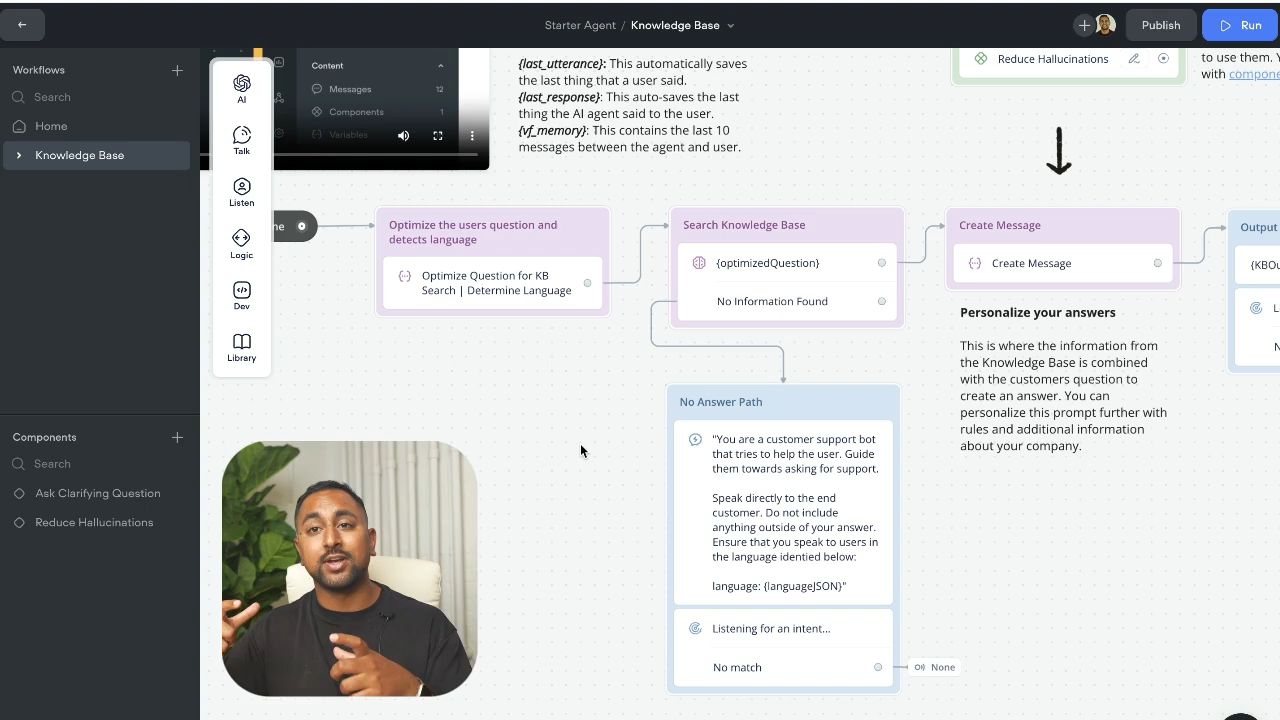 Starter Agent / Knowledge Base
Publish
Run
Workflows
Search
Home
Knowledge Base
Components
Search
Ask Clarifying Question
Reduce Hallucinations
AI
Talk
Listen
Logic
Dev
Library
Content
Messages 12
Components 1
Variables
{last_utterance}: This automatically saves
the last thing that a user said.
{last_response}: This auto-saves the last
thing the AI agent said to the user.
{vf_memory}: This contains the last 10
messages between the agent and user.
Reduce Hallucinations
to use them. Y
with compone
ne
Optimize the users question and
detects language
Optimize Question for KB
Search | Determine Language
Search Knowledge Base
{optimizedQuestion}
No Information Found
Create Message
Create Message
Personalize your answers
This is where the information from
the Knowledge Base is combined
with the customers question to
create an answer. You can
personalize this prompt further with
rules and additional information
about your company.
Output
{KBOu
L
N
No Answer Path
"You are a customer support bot
that tries to help the user. Guide
them towards asking for support.
Speak directly to the end
customer. Do not include
anything outside of your answer.
Ensure that you speak to users in
the language identied below:
language: {languageJSON}"
Listening for an intent...
No match
None